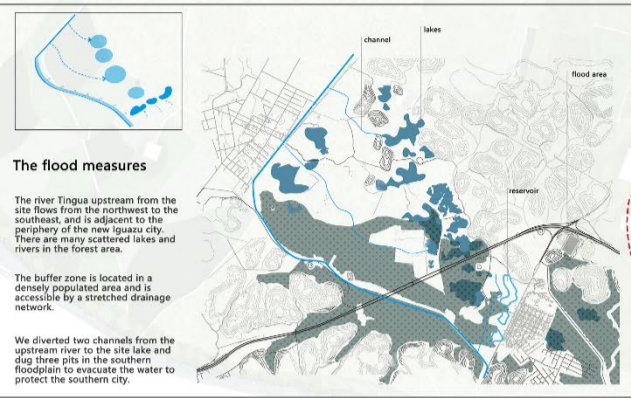 channel
lakes
flood area
reservoir
The flood measures
The river Tingua upstream from the
site flows from the northwest to the
southeast, and is adjacent to the
periphery of the new Iguazu city.
There are many scattered lakes and
rivers in the forest area.
The buffer zone is located in a
densely populated area and is
accessible by a stretched drainage
network.
We diverted two channels from the
upstream river to the site lake and
dug three pits in the southern
floodplain to evacuate the water to
protect the southern city.